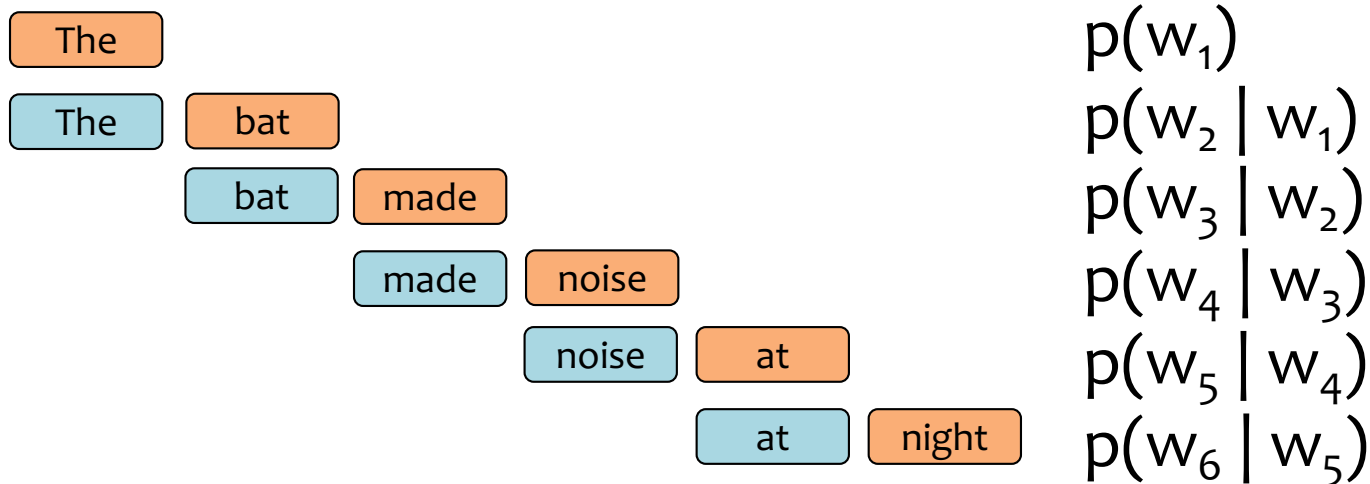 The p(w₁)
The bat p(w₂ | w₁)
bat made p(w₃ | w₂)
made noise p(w₄ | w₃)
noise at p(w₅ | w₄)
at night p(w₆ | w₅)